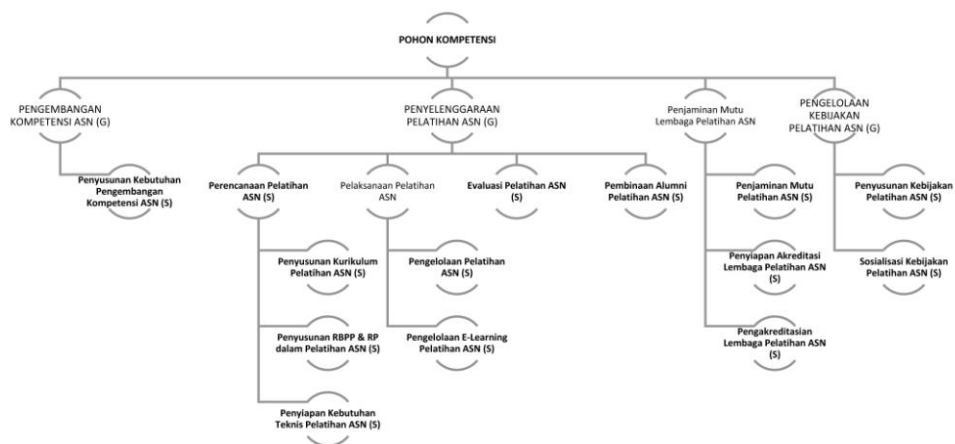 POHON KOMPETENSI
PENGEMBANGAN
KOMPETENSI ASN (G)
PENYELENGGARAAN
PELATIHAN ASN (G)
Penjaminan Mutu
Lembaga Pelatihan ASN
PENGELOLAAN
KEBIJAKAN
PELATIHAN ASN (G)
Penyusunan Kebutuhan
Pengembangan
Kompetensi ASN (S)
Perencanaan Pelatihan
ASN (S)
Pelaksanaan Pelatihan
ASN
Evaluasi Pelatihan ASN
(S)
Pembinaan Alumni
Pelatihan ASN (S)
Penjaminan Mutu
Pelatihan ASN (S)
Penyusunan Kebijakan
Pelatihan ASN (S)
Penyusunan Kurikulum
Pelatihan ASN (S)
Pengelolaan Pelatihan
ASN (S)
Penyiapan Akreditasi
Lembaga Pelatihan ASN
(S)
Sosialisasi Kebijakan
Pelatihan ASN (S)
Penyusunan RBPP & RP
dalam Pelatihan ASN (S)
Pengelolaan E-Learning
Pelatihan ASN (S)
Pengakreditasian
Lembaga Pelatihan ASN
(S)
Penyiapan Kebutuhan
Teknis Pelatihan ASN (S)